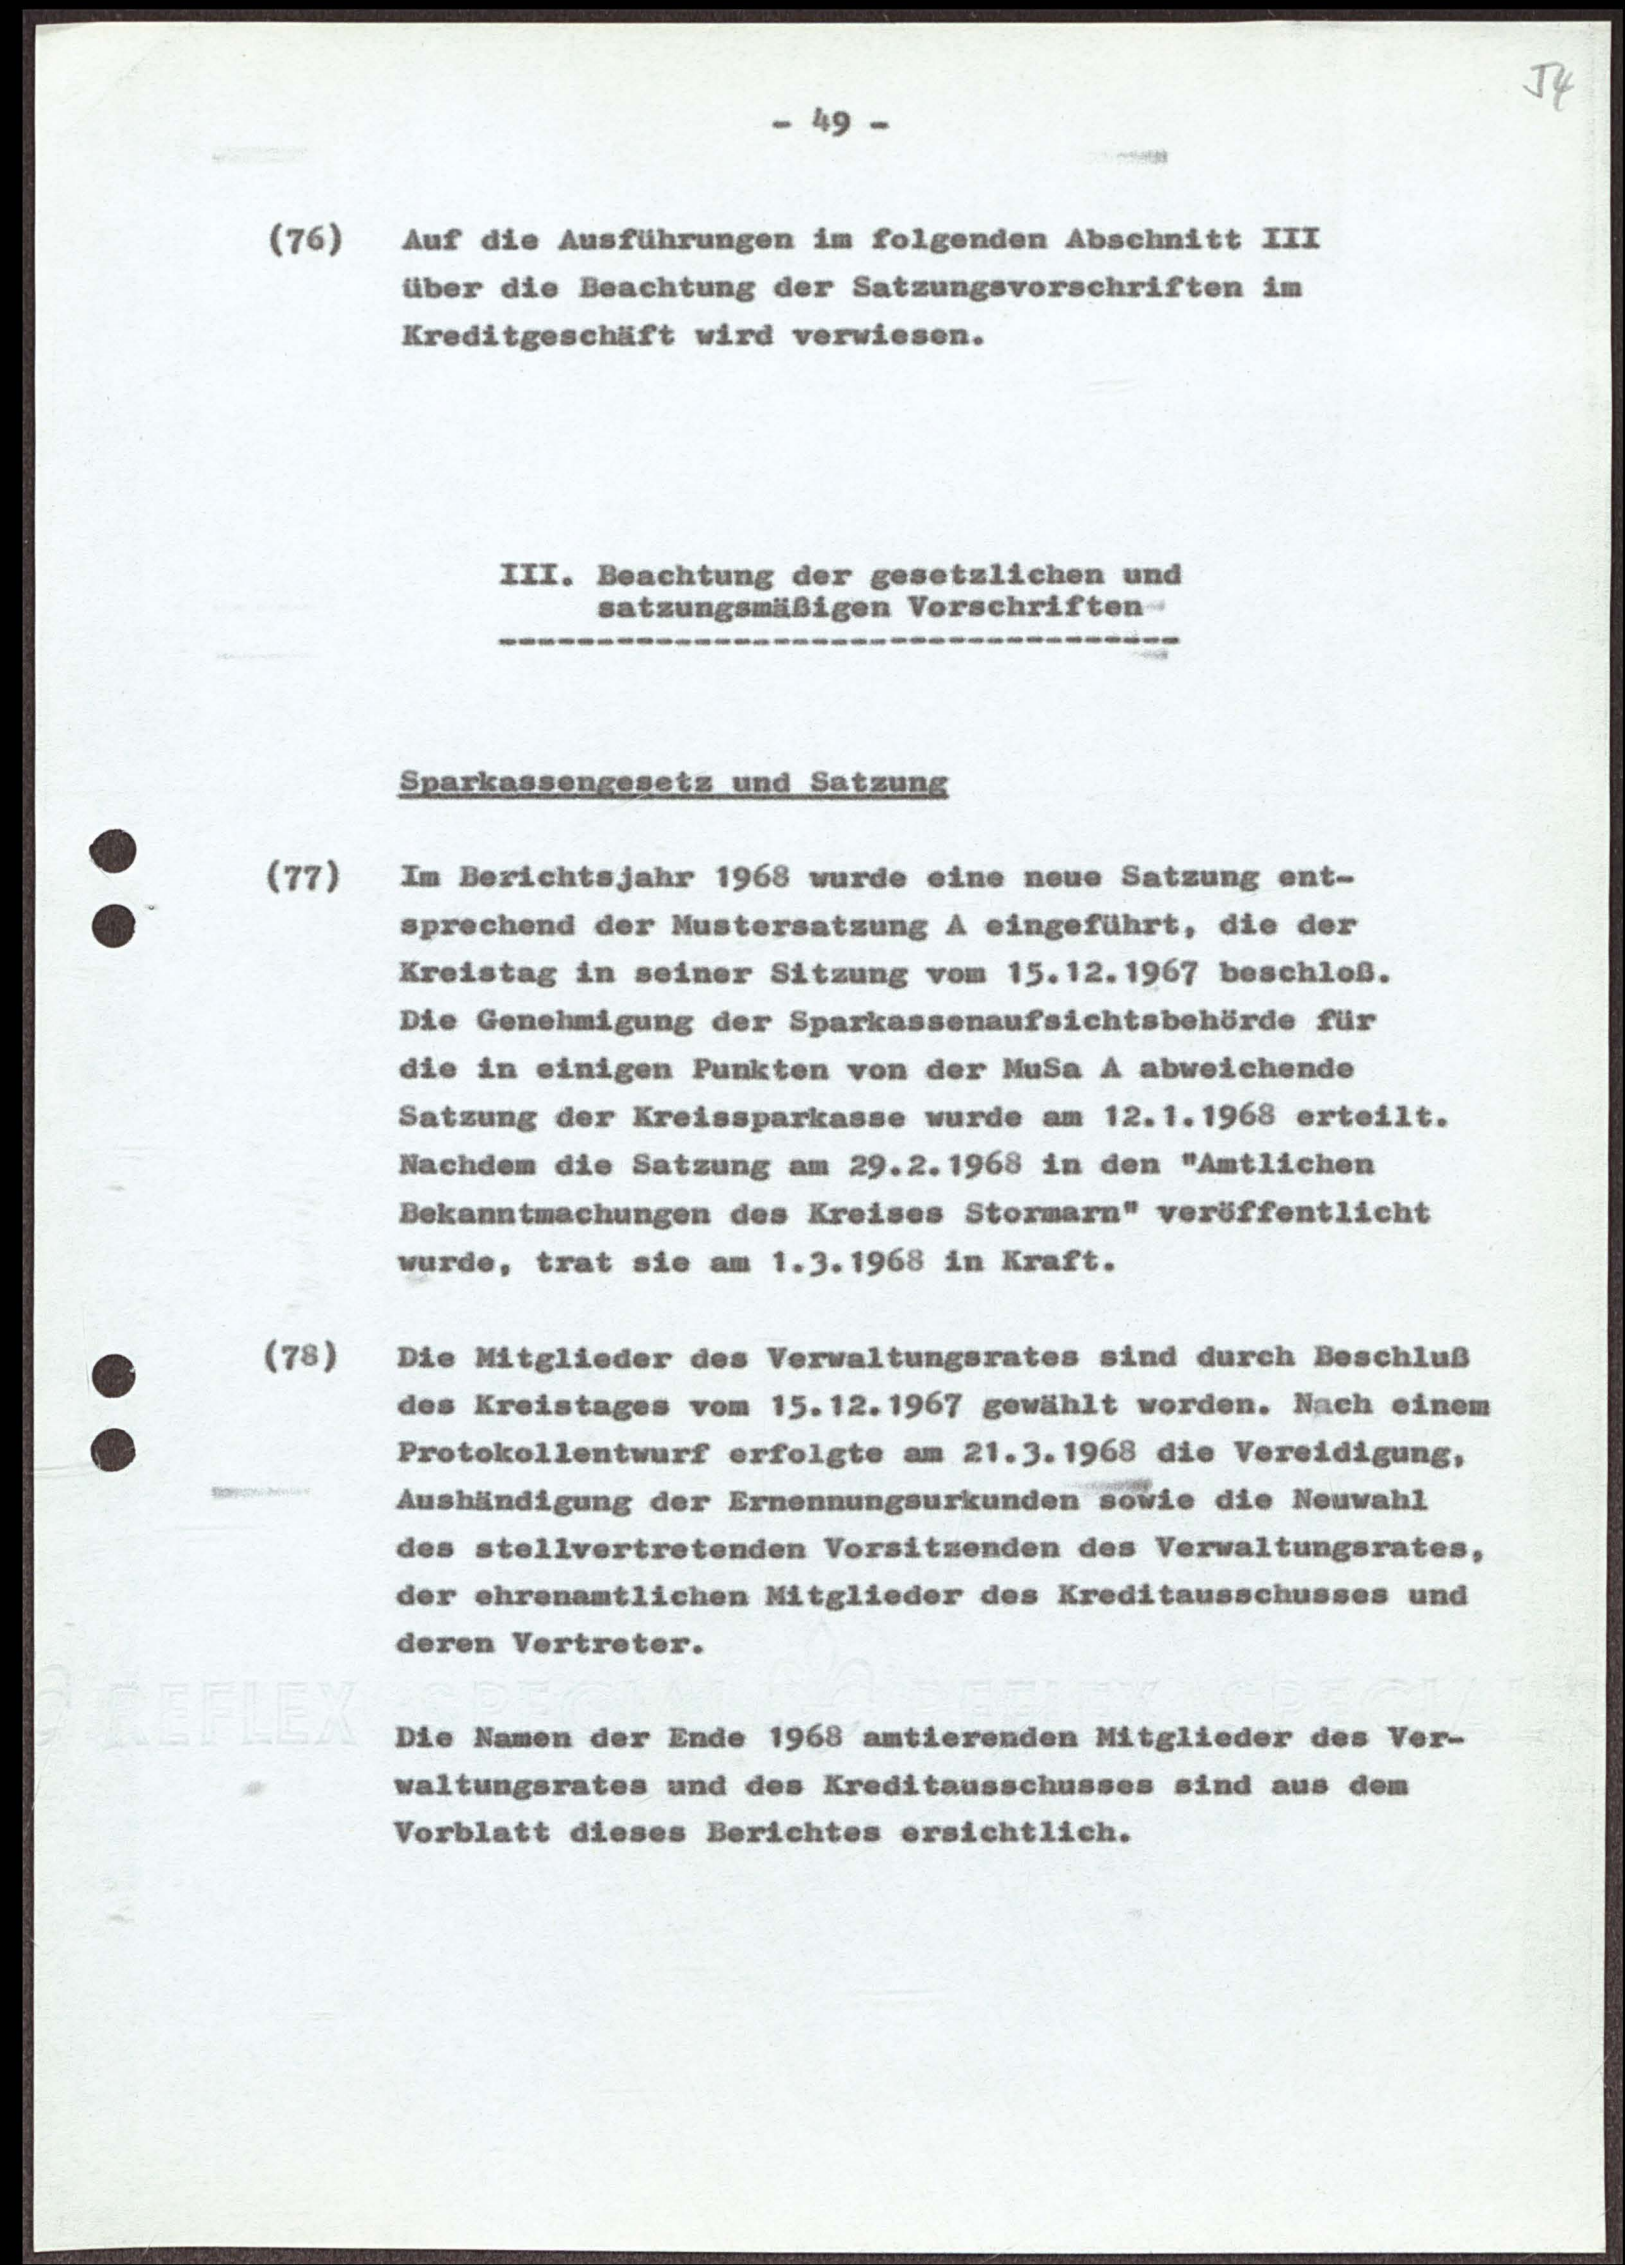 54
- 49 -
(76) Auf die Ausführungen im folgenden Abschnitt III
über die Beachtung der Satzungsvorschriften im
Kreditgeschäft wird verwiesen.
III. Beachtung der gesetzlichen und
satzungsmäßigen Vorschriften
Sparkassengesetz und Satzung
(77) Im Berichtsjahr 1968 wurde eine neue Satzung ent-
sprechend der Mustersatzung A eingeführt, die der
Kreistag in seiner Sitzung vom 15.12.1967 beschloß.
Die Genehmigung der Sparkassenaufsichtsbehörde für
die in einigen Punkten von der MuSa A abweichende
Satzung der Kreissparkasse wurde am 12.1.1968 erteilt.
Nachdem die Satzung am 29.2.1968 in den "Amtlichen
Bekanntmachungen des Kreises Stormarn" veröffentlicht
wurde, trat sie am 1.3.1968 in Kraft.
(78) Die Mitglieder des Verwaltungsrates sind durch Beschluß
des Kreistages vom 15.12.1967 gewählt worden. Nach einem
Protokollentwurf erfolgte am 21.3.1968 die Vereidigung,
Aushändigung der Ernennungsurkunden sowie die Neuwahl
des stellvertretenden Vorsitzenden des Verwaltungsrates,
der ehrenamtlichen Mitglieder des Kreditausschusses und
deren Vertreter.
REFLEX SPECIAL REFLEX SPECIAL
Die Namen der Ende 1968 amtierenden Mitglieder des Ver-
waltungsrates und des Kreditausschusses sind aus dem
Vorblatt dieses Berichtes ersichtlich.